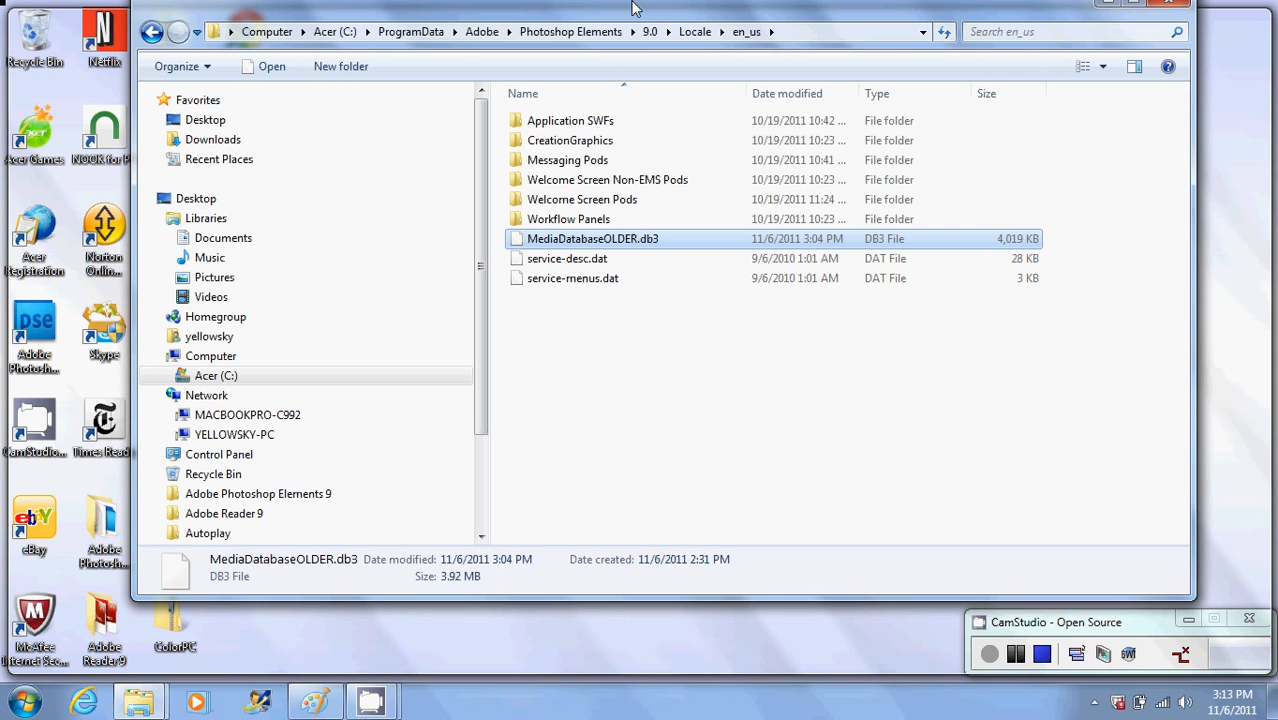 Computer Acer (C:) ProgramData Adobe Photoshop Elements 9.0 Locale en_us
Search en_us
Organize Open New folder
Favorites
Desktop
Downloads
Recent Places
Desktop
Libraries
Documents
Music
Pictures
Videos
Homegroup
yellowsky
Computer
Acer (C:)
Network
MACBOOKPRO-C992
YELLOWSKY-PC
Control Panel
Recycle Bin
Adobe Photoshop Elements 9
Adobe Reader 9
Autoplay
Name Date modified Type Size
Application SWFs 10/19/2011 10:42 ... File folder
CreationGraphics 10/19/2011 10:23 ... File folder
Messaging Pods 10/19/2011 10:41 ... File folder
Welcome Screen Non-EMS Pods 10/19/2011 10:23 ... File folder
Welcome Screen Pods 10/19/2011 11:24 ... File folder
Workflow Panels 10/19/2011 10:23 ... File folder
MediaDatabaseOLDER.db3 11/6/2011 3:04 PM DB3 File 4,019 KB
service-desc.dat 9/6/2010 1:01 AM DAT File 28 KB
service-menus.dat 9/6/2010 1:01 AM DAT File 3 KB
MediaDatabaseOLDER.db3 Date modified: 11/6/2011 3:04 PM Date created: 11/6/2011 2:31 PM
DB3 File Size: 3.92 MB
N
Recycle Bin Netflix
n
Acer Games NOOK for P
Acer Registration
Norton Onlin...
pse
Adobe Photosh...
Skype
CamStudio...
T
Times Read
ebY
eBay
Adobe Photosh...
McAfee Internet Sec...
Adobe Reader 9
ColorPC
CamStudio - Open Source
SWF
3:13 PM
11/6/2011